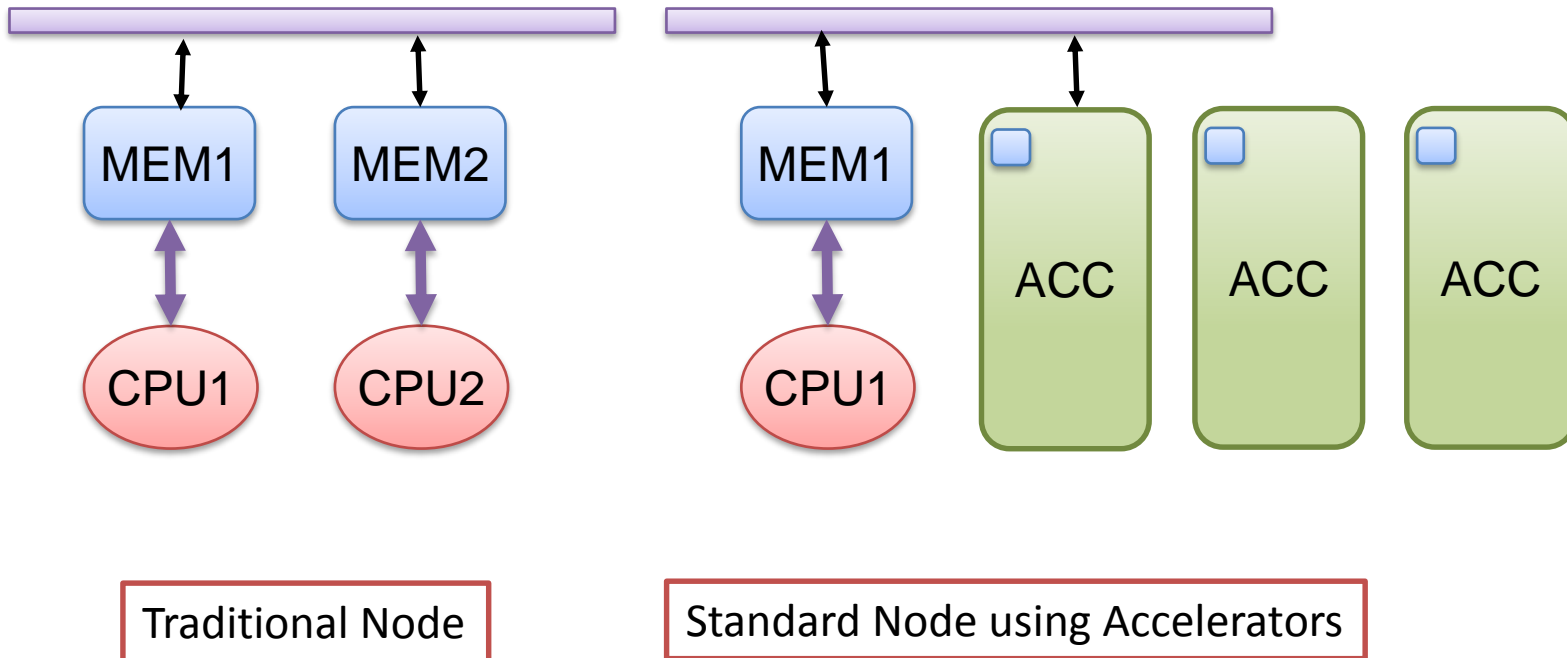 MEM1
MEM2
CPU1
CPU2
Traditional Node
MEM1
CPU1
ACC
ACC
ACC
Standard Node using Accelerators